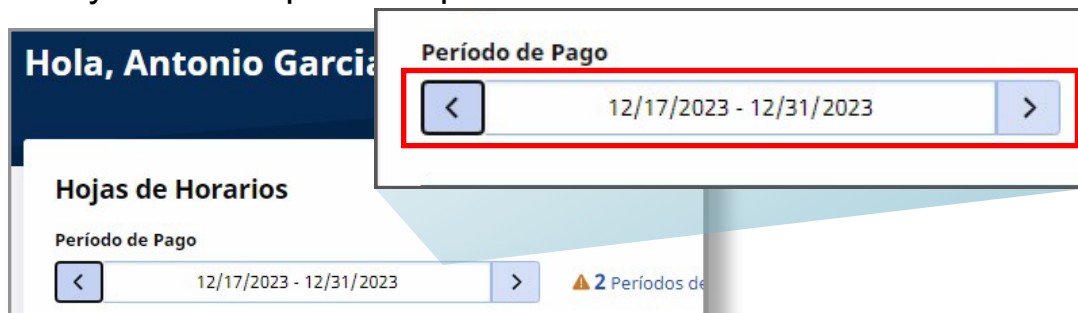 Hola, Antonio Garcia
Período de Pago
12/17/2023 - 12/31/2023
Hojas de Horarios
Período de Pago
12/17/2023 - 12/31/2023
2 Períodos de